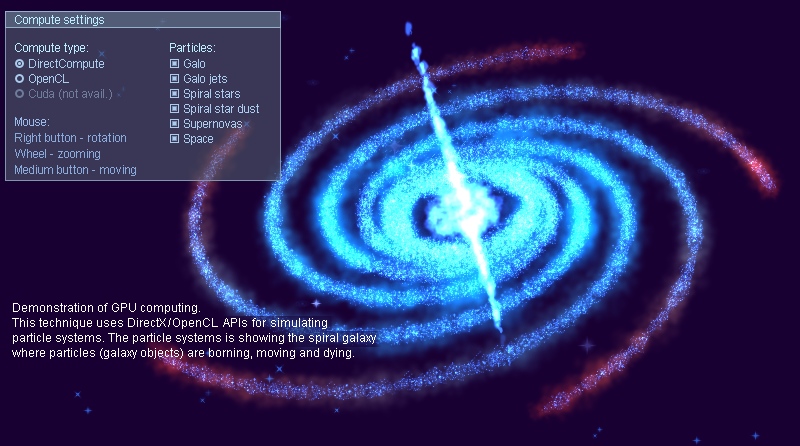 Compute settings
Compute type:
DirectCompute
OpenCL
Cuda (not avail.)
Mouse:
Right button - rotation
Wheel - zooming
Medium button - moving
Particles:
Galo
Galo jets
Spiral stars
Spiral star dust
Supernovas
Space
Demonstration of GPU computing.
This technique uses DirectX/OpenCL APIs for simulating
particle systems. The particle systems is showing the spiral galaxy
where particles (galaxy objects) are borning, moving and dying.